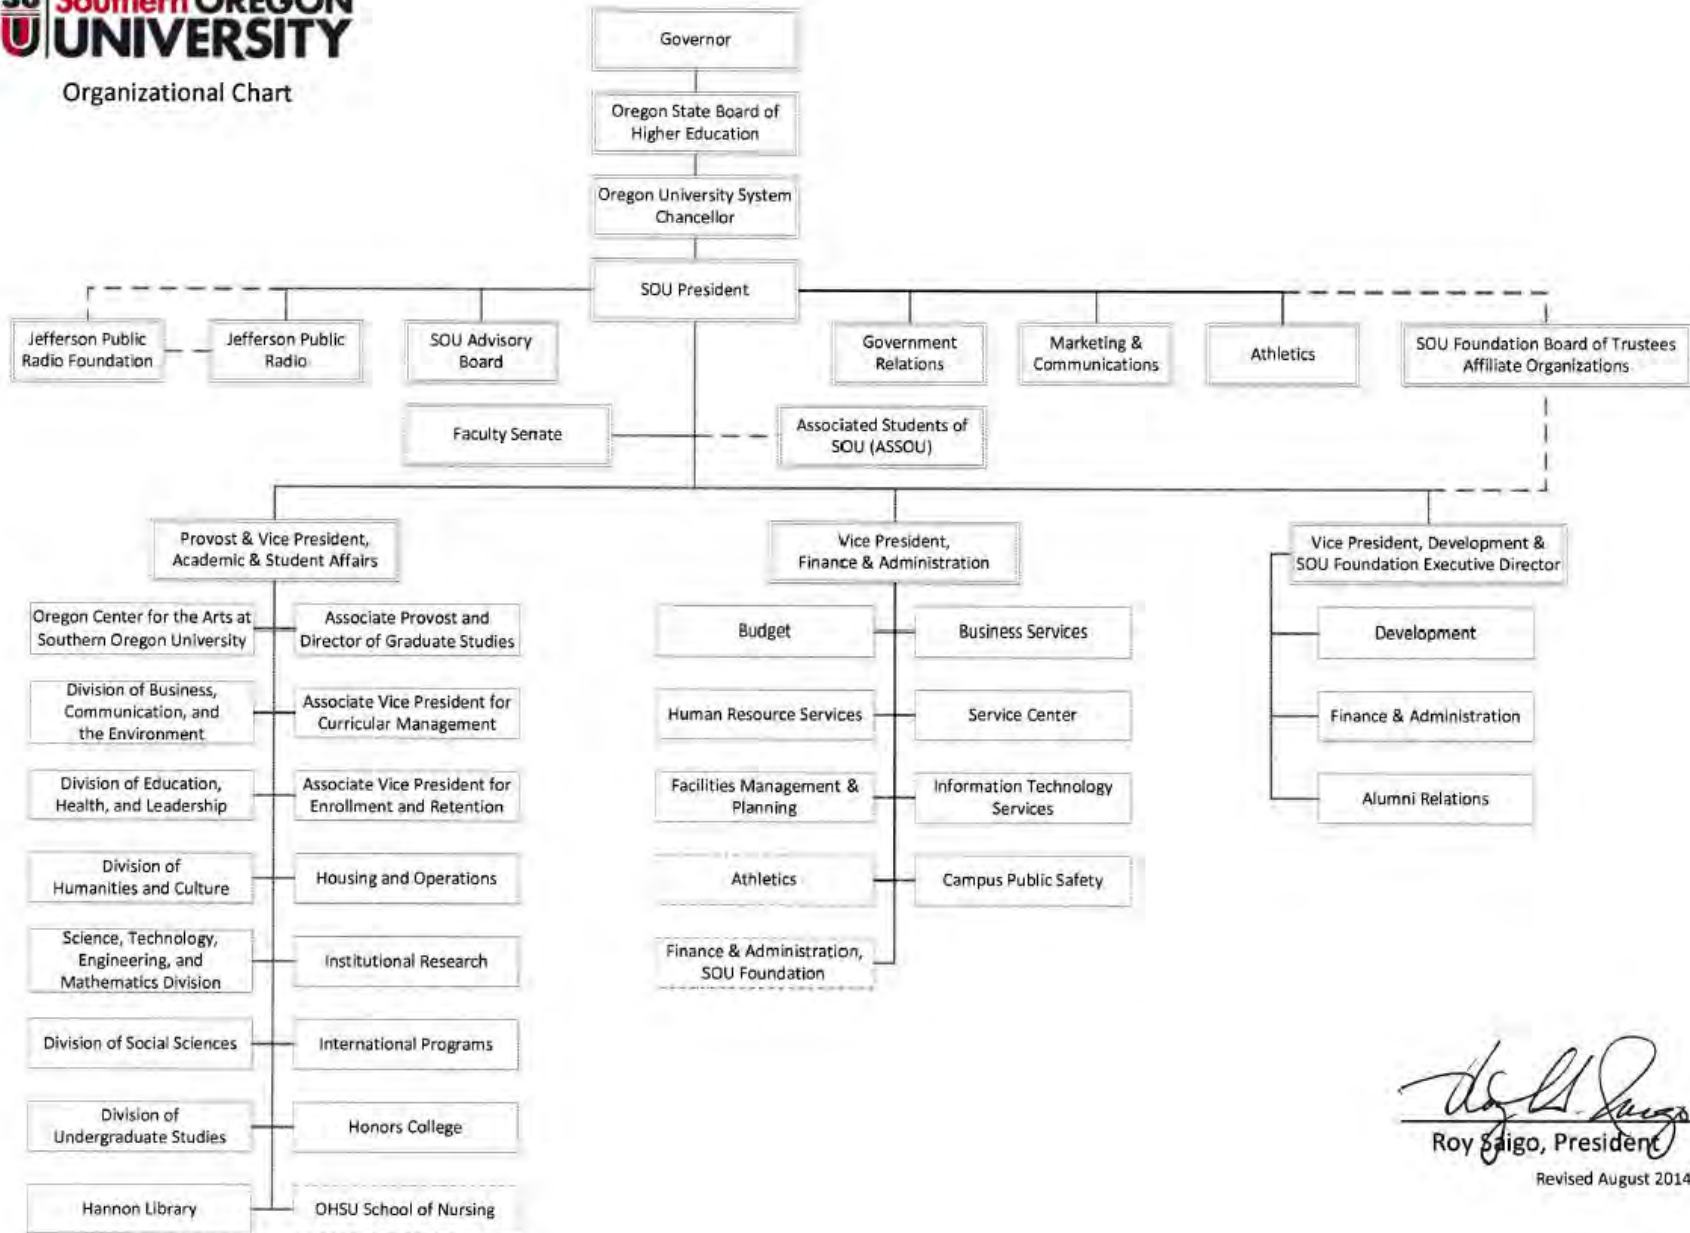 SU Southern OREGON
UNIVERSITY
Organizational Chart
Governor
Oregon State Board of
Higher Education
Oregon University System
Chancellor
SOU President
Jefferson Public
Radio Foundation
Jefferson Public
Radio
SOU Advisory
Board
Government
Relations
Marketing &
Communications
Athletics
SOU Foundation Board of Trustees
Affiliate Organizations
Faculty Senate
Associated Students of
SOU (ASSOU)
Provost & Vice President,
Academic & Student Affairs
Vice President,
Finance & Administration
Vice President, Development &
SOU Foundation Executive Director
Oregon Center for the Arts at
Southern Oregon University
Associate Provost and
Director of Graduate Studies
Division of Business,
Communication, and
the Environment
Associate Vice President for
Curricular Management
Division of Education,
Health, and Leadership
Associate Vice President for
Enrollment and Retention
Division of
Humanities and Culture
Housing and Operations
Science, Technology,
Engineering, and
Mathematics Division
Institutional Research
Division of Social Sciences
International Programs
Division of
Undergraduate Studies
Honors College
Hannon Library
OHSU School of Nursing
Budget
Business Services
Human Resource Services
Service Center
Facilities Management &
Planning
Information Technology
Services
Athletics
Campus Public Safety
Finance & Administration,
SOU Foundation
Development
Finance & Administration
Alumni Relations
Roy Saigo, President
Revised August 2014